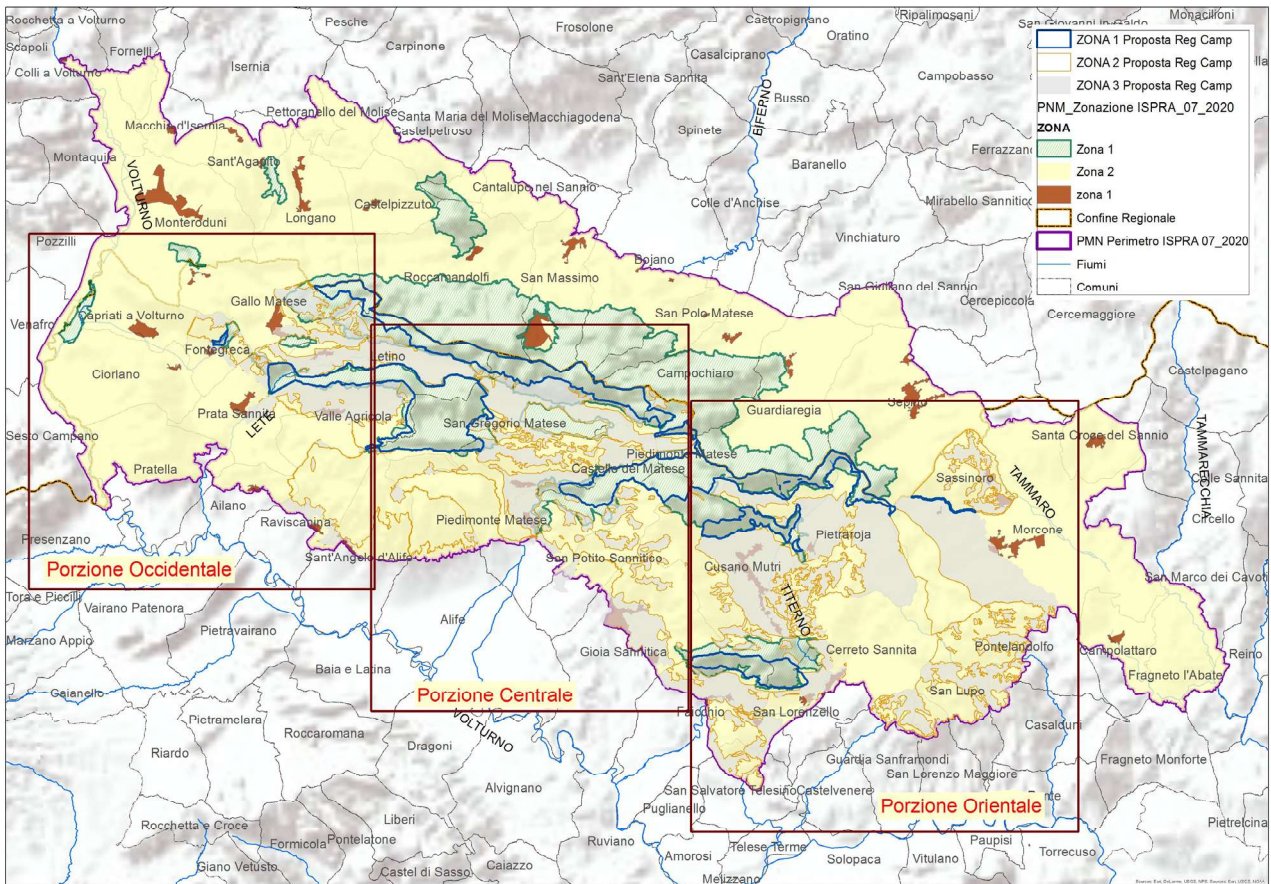 Rocchetta a Volturno
Pesche
Frosolone
Castropignano
Ripalimosani
San Giovanni in Galdo
Monacilioni
Scapoli
Fornelli
Carpinone
Casalciprano
Oratino
Colli a Volturno
Isernia
Sant'Elena Sannita
Campobasso
Busso
Pettoranello del Molise
Santa Maria del Molise
Macchiagodena
BIFERNO
Castelpetroso
Spinete
Ferrazzano
Macchia d'Isernia
Montaquila
Sant'Agapito
Baranello
VOLTURNO
Cantalupo nel Sannio
Castelpizzuto
Colle d'Anchise
Mirabello Sannitico
Monteroduni
Longano
Vinchiaturo
Pozzilli
Bojano
Roccamandolfi
San Massimo
San Giuliano del Sannio
Cercepiccola
Gallo Matese
Capriati a Volturno
San Polo Matese
Cercemaggiore
Venafro
Fontegreca
Letino
Campochiaro
Ciorlano
Castelpagano
Prata Sannita
Valle Agricola
Guardiaregia
Sepino
LETE
San Gregorio Matese
Sesto Campano
Santa Croce del Sannio
Piedimonte Matese
TAMMARECCHIA
Pratella
Castello del Matese
Sassinoro
Colle Sannita
TAMMARO
Ailano
Raviscanina
Piedimonte Matese
Circello
Morcone
Presenzano
Pietraroja
Sant'Angelo d'Alife
San Potito Sannitico
Cusano Mutri
Porzione Occidentale
San Marco dei Cavoti
TITERNO
Tora e Piccilli
Vairano Patenora
Alife
Pietravairano
Marzano Appio
Gioia Sannitica
Cerreto Sannita
Pontelandolfo
Campolattaro
Reino
Baia e Latina
Fragneto l'Abate
San Lupo
Porzione Centrale
Faicchio
San Lorenzello
VOLTURNO
Casalduni
Roccaromana
Riardo
Dragoni
Guardia Sanframondi
Fragneto Monforte
San Lorenzo Maggiore
San Salvatore Telesino
Castelvenere
Alvignano
Puglianello
Porzione Orientale
Rocchetta e Croce
Liberi
Pietrelcina
Formicola
Pontelatone
Ruviano
Paupisi
Telese Terme
Amorosi
Solopaca
Vitulano
Torrecuso
Giano Vetusto
Castel di Sasso
Caiazzo
Melizzano
ZONA 1 Proposta Reg Camp
ZONA 2 Proposta Reg Camp
ZONA 3 Proposta Reg Camp
PNM_Zonazione ISPRA_07_2020
ZONA
Zona 1
Zona 2
zona 1
Confine Regionale
PMN Perimetro ISPRA 07_2020
Fiumi
Comuni